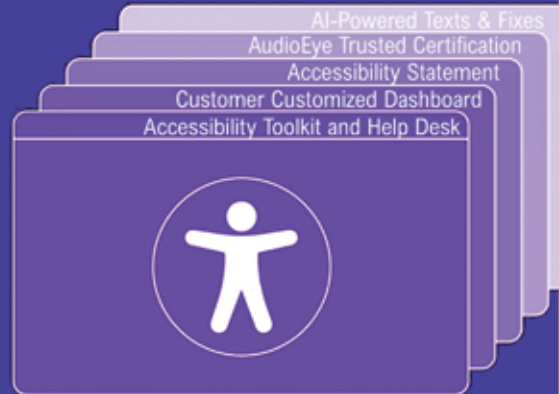 AI-Powered Texts & Fixes
AudioEye Trusted Certification
Accessibility Statement
Customer Customized Dashboard
Accessibility Toolkit and Help Desk